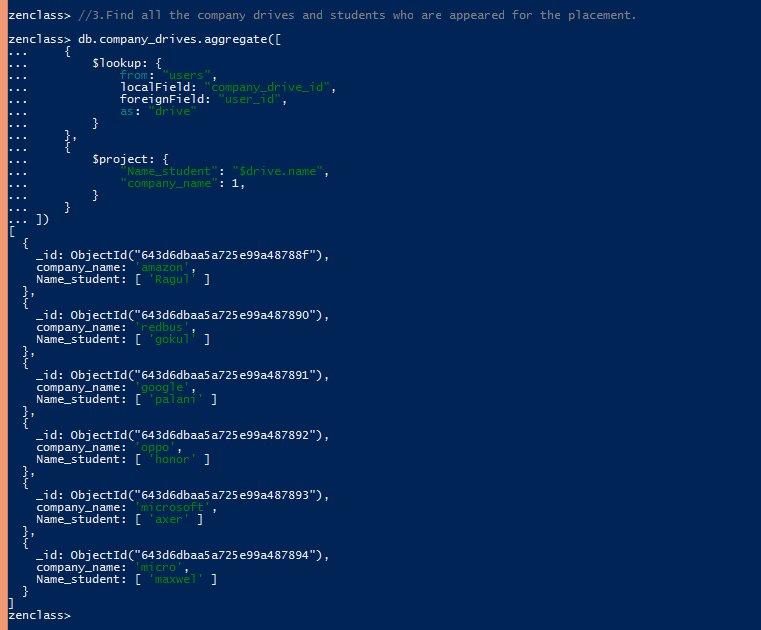 zenclass> //3.Find all the company drives and students who are appeared for the placement.
zenclass> db.company_drives.aggregate([
...     {
...         $lookup: {
...             from: "users",
...             localField: "company_drive_id",
...             foreignField: "user_id",
...             as: "drive"
...         }
...     },
...     {
...         $project: {
...             "Name_student": "$drive.name",
...             "company_name": 1,
...         }
...     }
... ])
[
  {
    _id: ObjectId("643d6dbaa5a725e99a48788f"),
    company_name: 'amazon',
    Name_student: [ 'Ragul' ]
  },
  {
    _id: ObjectId("643d6dbaa5a725e99a487890"),
    company_name: 'redbus',
    Name_student: [ 'gokul' ]
  },
  {
    _id: ObjectId("643d6dbaa5a725e99a487891"),
    company_name: 'google',
    Name_student: [ 'palani' ]
  },
  {
    _id: ObjectId("643d6dbaa5a725e99a487892"),
    company_name: 'oppo',
    Name_student: [ 'honor' ]
  },
  {
    _id: ObjectId("643d6dbaa5a725e99a487893"),
    company_name: 'microsoft',
    Name_student: [ 'axer' ]
  },
  {
    _id: ObjectId("643d6dbaa5a725e99a487894"),
    company_name: 'micro',
    Name_student: [ 'maxwel' ]
  }
]
zenclass>